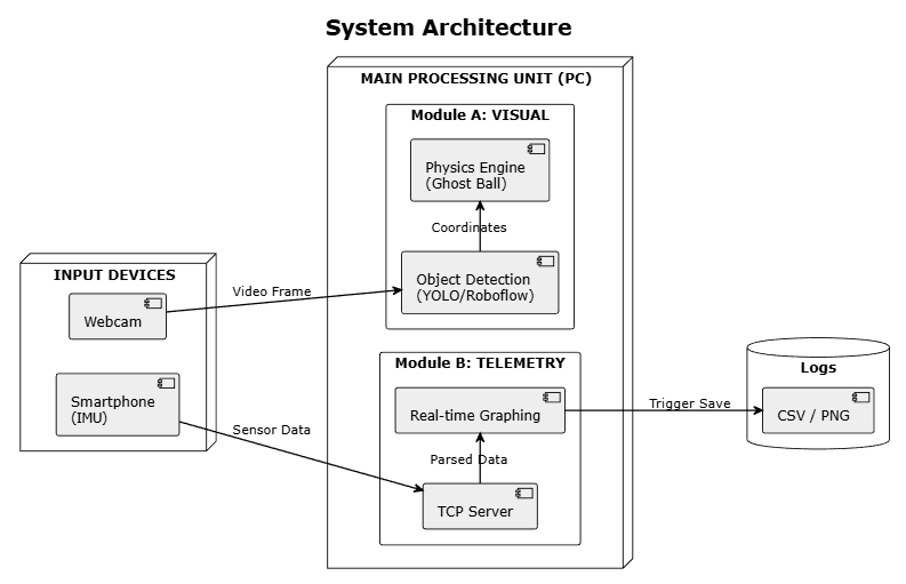 System Architecture
MAIN PROCESSING UNIT (PC)
Module A: VISUAL
Physics Engine
(Ghost Ball)
Coordinates
Object Detection
(YOLO/Roboflow)
INPUT DEVICES
Webcam
Video Frame
Smartphone
(IMU)
Sensor Data
Module B: TELEMETRY
Real-time Graphing
Parsed Data
TCP Server
Trigger Save
Logs
CSV / PNG